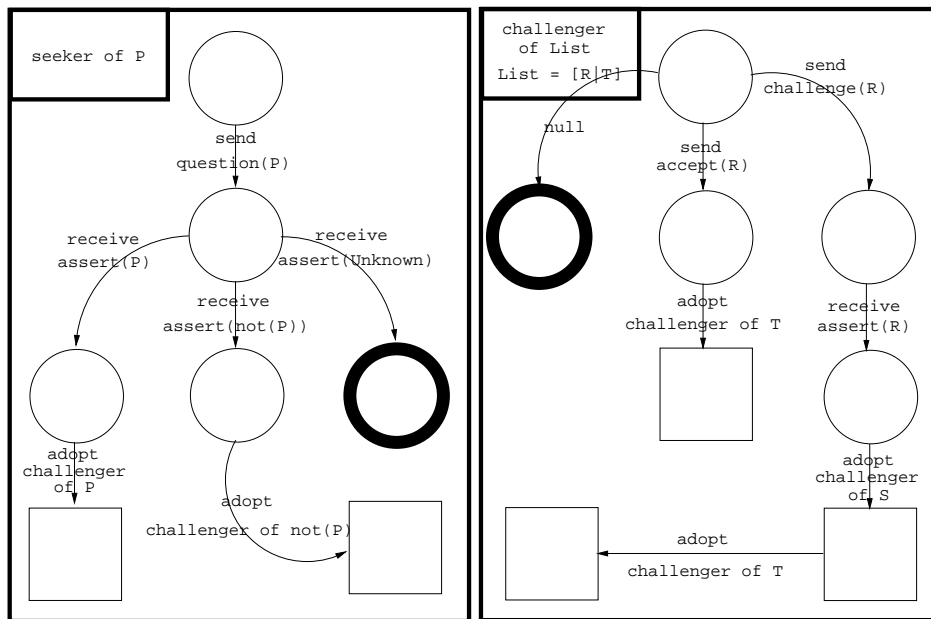 seeker of P
send
question(P)
receive
assert(P)
receive
assert(Unknown)
receive
assert(not(P))
adopt
challenger
of P
adopt
challenger of not(P)
challenger
of List
List = [R|T]
send
challenge(R)
null
send
accept(R)
adopt
challenger of T
receive
assert(R)
adopt
challenger
of S
adopt
challenger of T